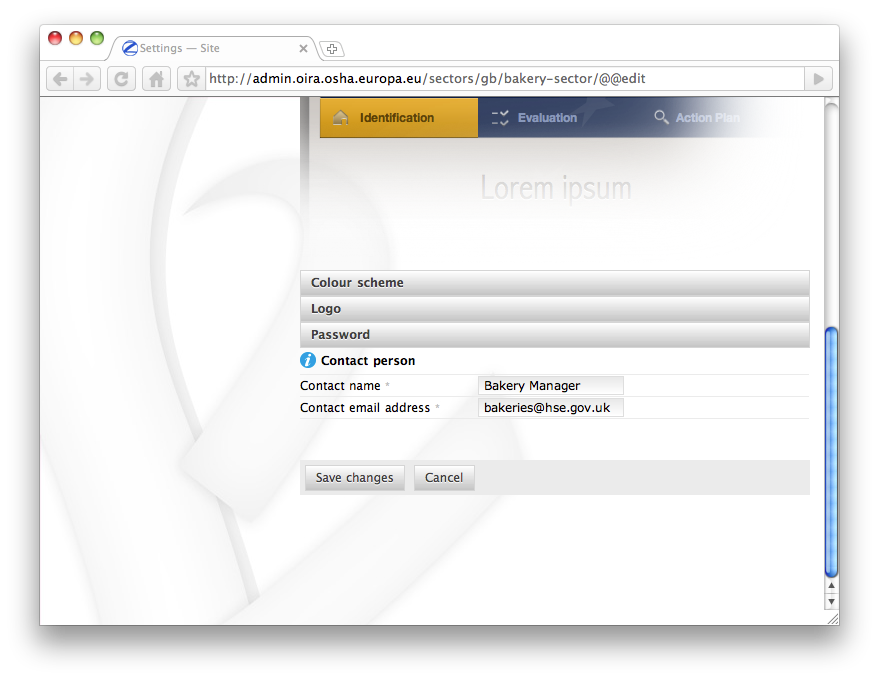 Settings — Site
http://admin.oira.osha.europa.eu/sectors/gb/bakery-sector/@@edit
Identification Evaluation Action Plan
Lorem ipsum
Colour scheme
Logo
Password
i Contact person
Contact name * Bakery Manager
Contact email address * bakeries@hse.gov.uk
Save changes Cancel